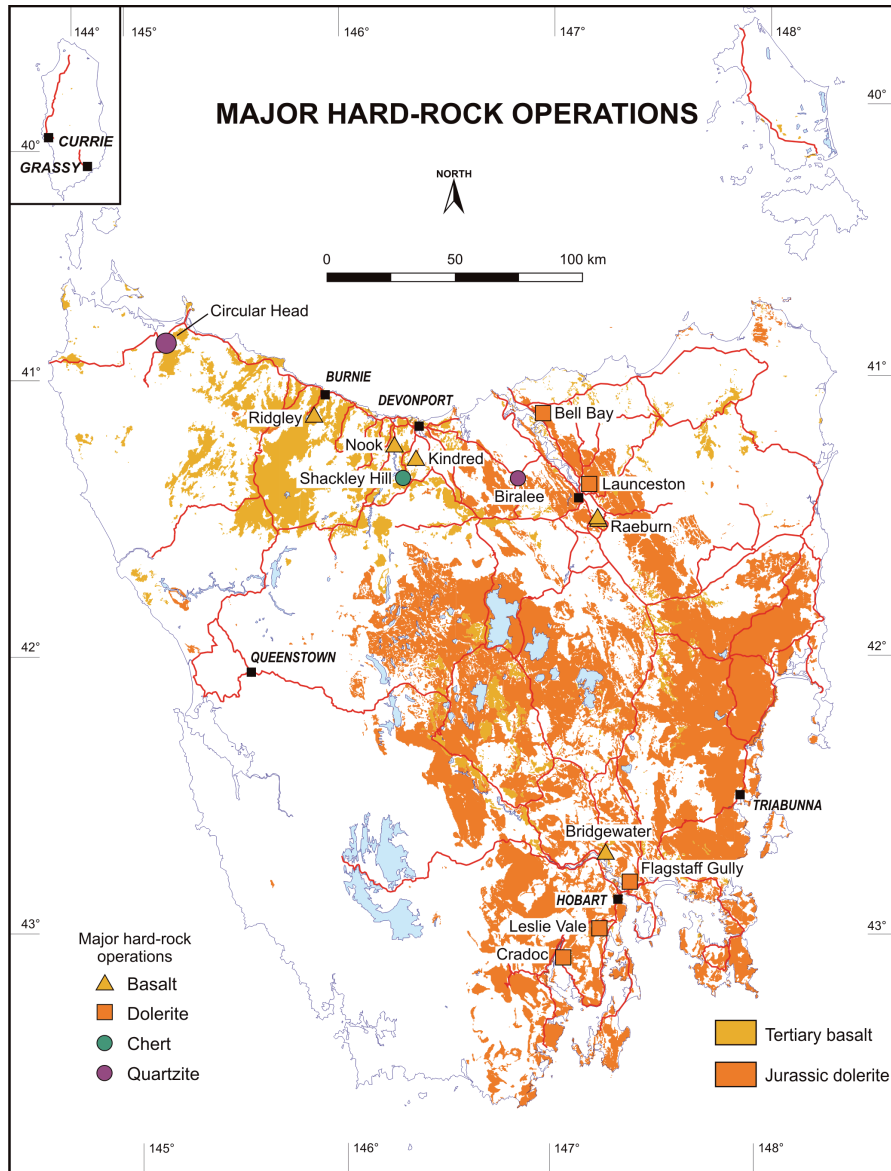 144°
145°
146°
147°
148°
MAJOR HARD-ROCK OPERATIONS
40°
40°
CURRIE
GRASSY
NORTH
0
50
100 km
Circular Head
41°
41°
BURNIE
DEVONPORT
Ridgley
Bell Bay
Nook
Kindred
Shackley Hill
Launceston
Biralee
Raeburn
42°
42°
QUEENSTOWN
TRIABUNNA
Bridgewater
Flagstaff Gully
HOBART
Leslie Vale
Cradoc
43°
43°
Major hard-rock
operations
Basalt
Dolerite
Chert
Quartzite
Tertiary basalt
Jurassic dolerite
145°
146°
147°
148°